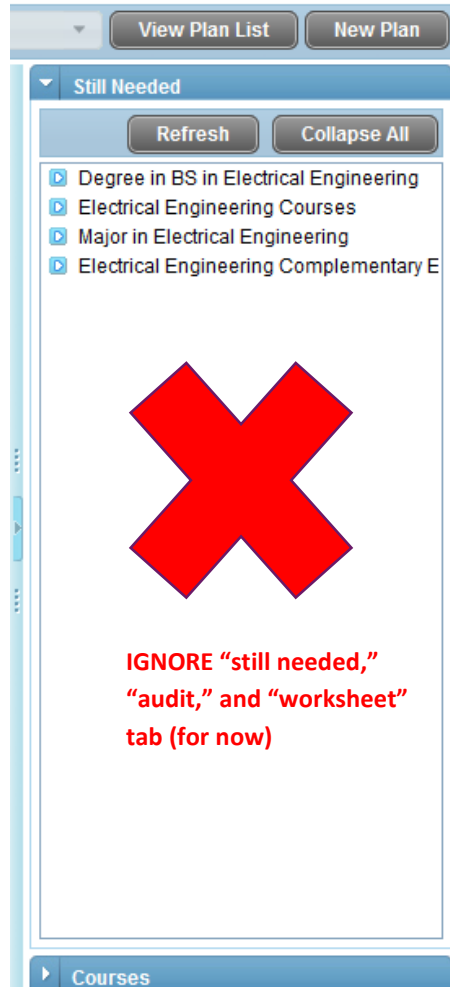 View Plan List New Plan
Still Needed
Refresh Collapse All
Degree in BS in Electrical Engineering
Electrical Engineering Courses
Major in Electrical Engineering
Electrical Engineering Complementary E
IGNORE “still needed,”
“audit,” and “worksheet”
tab (for now)
Courses